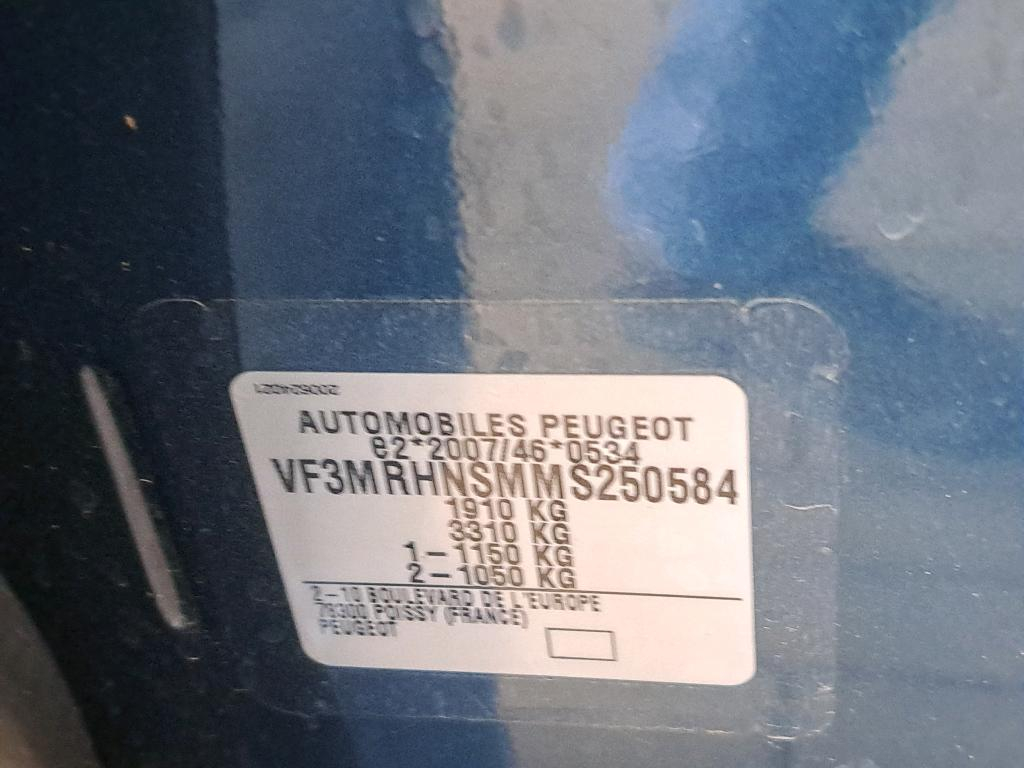 AUTOMOBILES PEUGEOT
e2*2007/46*0534
VF3MRHNSMMS250584
1910 KG
3310 KG
1-1150 KG
2-1050 KG
2-10 BOULEVARD DE L'EUROPE
78300 POISSY (FRANCE)
PEUGEOT